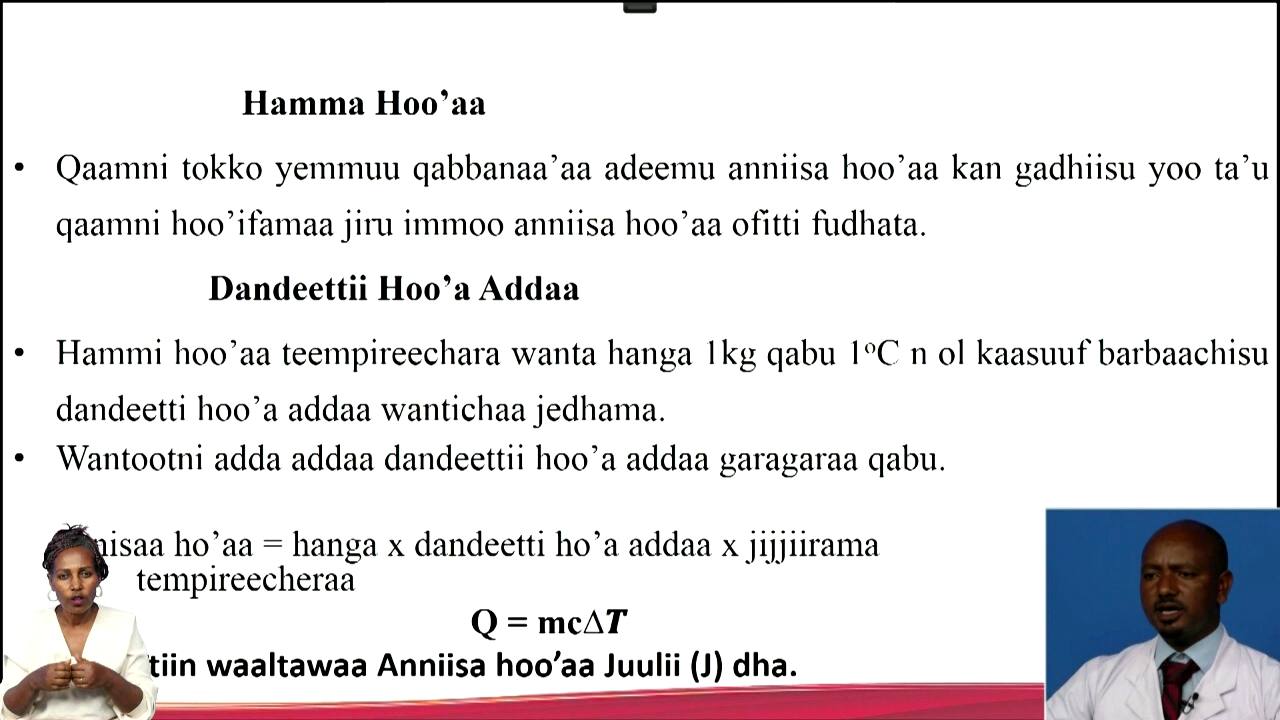 Hamma Hoo’aa
• Qaamni tokko yemmuu qabbanaa’aa adeemu anniisa hoo’aa kan gadhiisu yoo ta’u
qaamni hoo’ifamaa jiru immoo anniisa hoo’aa ofitti fudhata.
Dandeettii Hoo’a Addaa
• Hammi hoo’aa teempireechara wanta hanga 1kg qabu 1°C n ol kaasuuf barbaachisu
dandeetti hoo’a addaa wantichaa jedhama.
• Wantootni adda addaa dandeettii hoo’a addaa garagaraa qabu.
ho’aa = hanga x dandeetti ho’a addaa x jijjiirama
tempireecheraa
Q = mc∆T
waaltawaa Anniisa hoo’aa Juulii (J) dha.